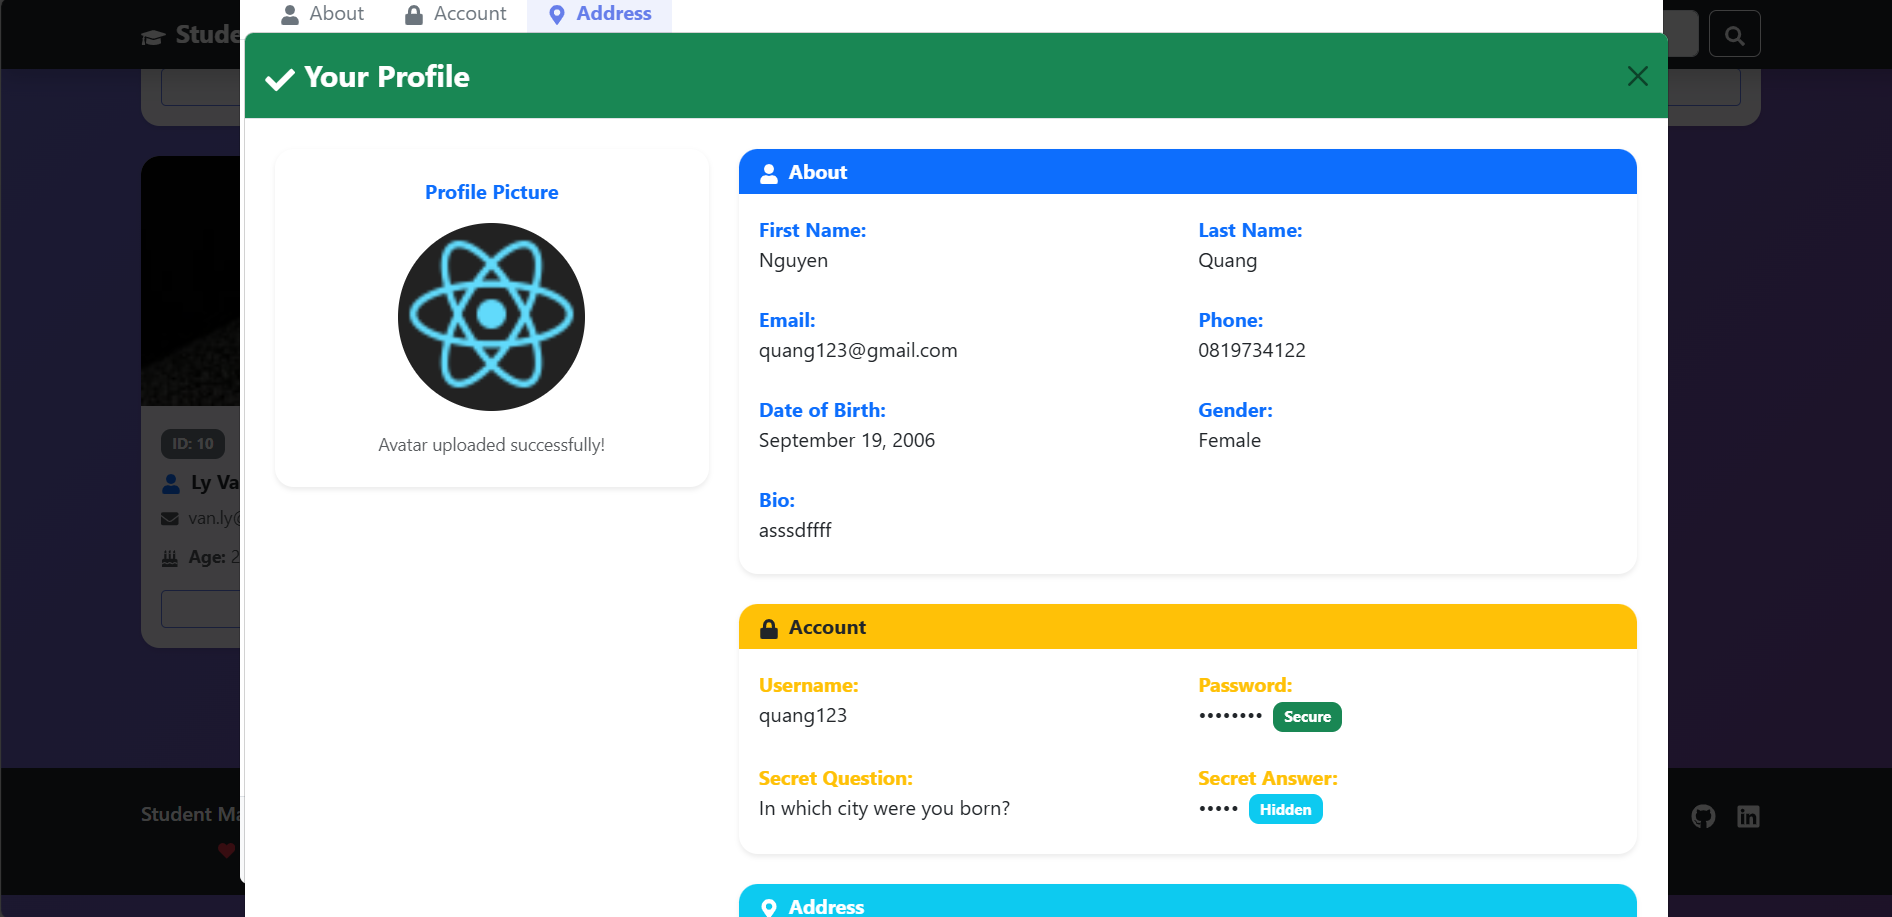 About Account Address
Your Profile
Profile Picture
Avatar uploaded successfully!
About
First Name: Last Name:
Nguyen Quang
Email: Phone:
quang123@gmail.com 0819734122
Date of Birth: Gender:
September 19, 2006 Female
Bio:
asssdffff
Account
Username: Password:
quang123 •••••••• Secure
Secret Question: Secret Answer:
In which city were you born? ••••• Hidden
Address
ID: 10
Ly Va
van.ly@
Age: 2
Student Ma